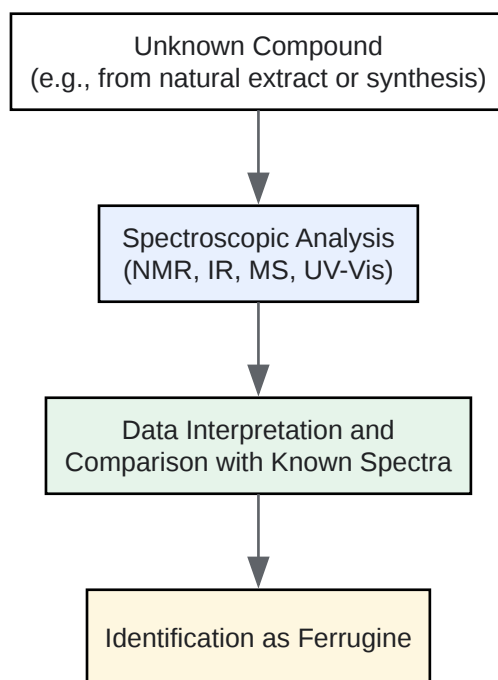 Unknown Compound
(e.g., from natural extract or synthesis)
Spectroscopic Analysis
(NMR, IR, MS, UV-Vis)
Data Interpretation and
Comparison with Known Spectra
Identification as Ferrugine